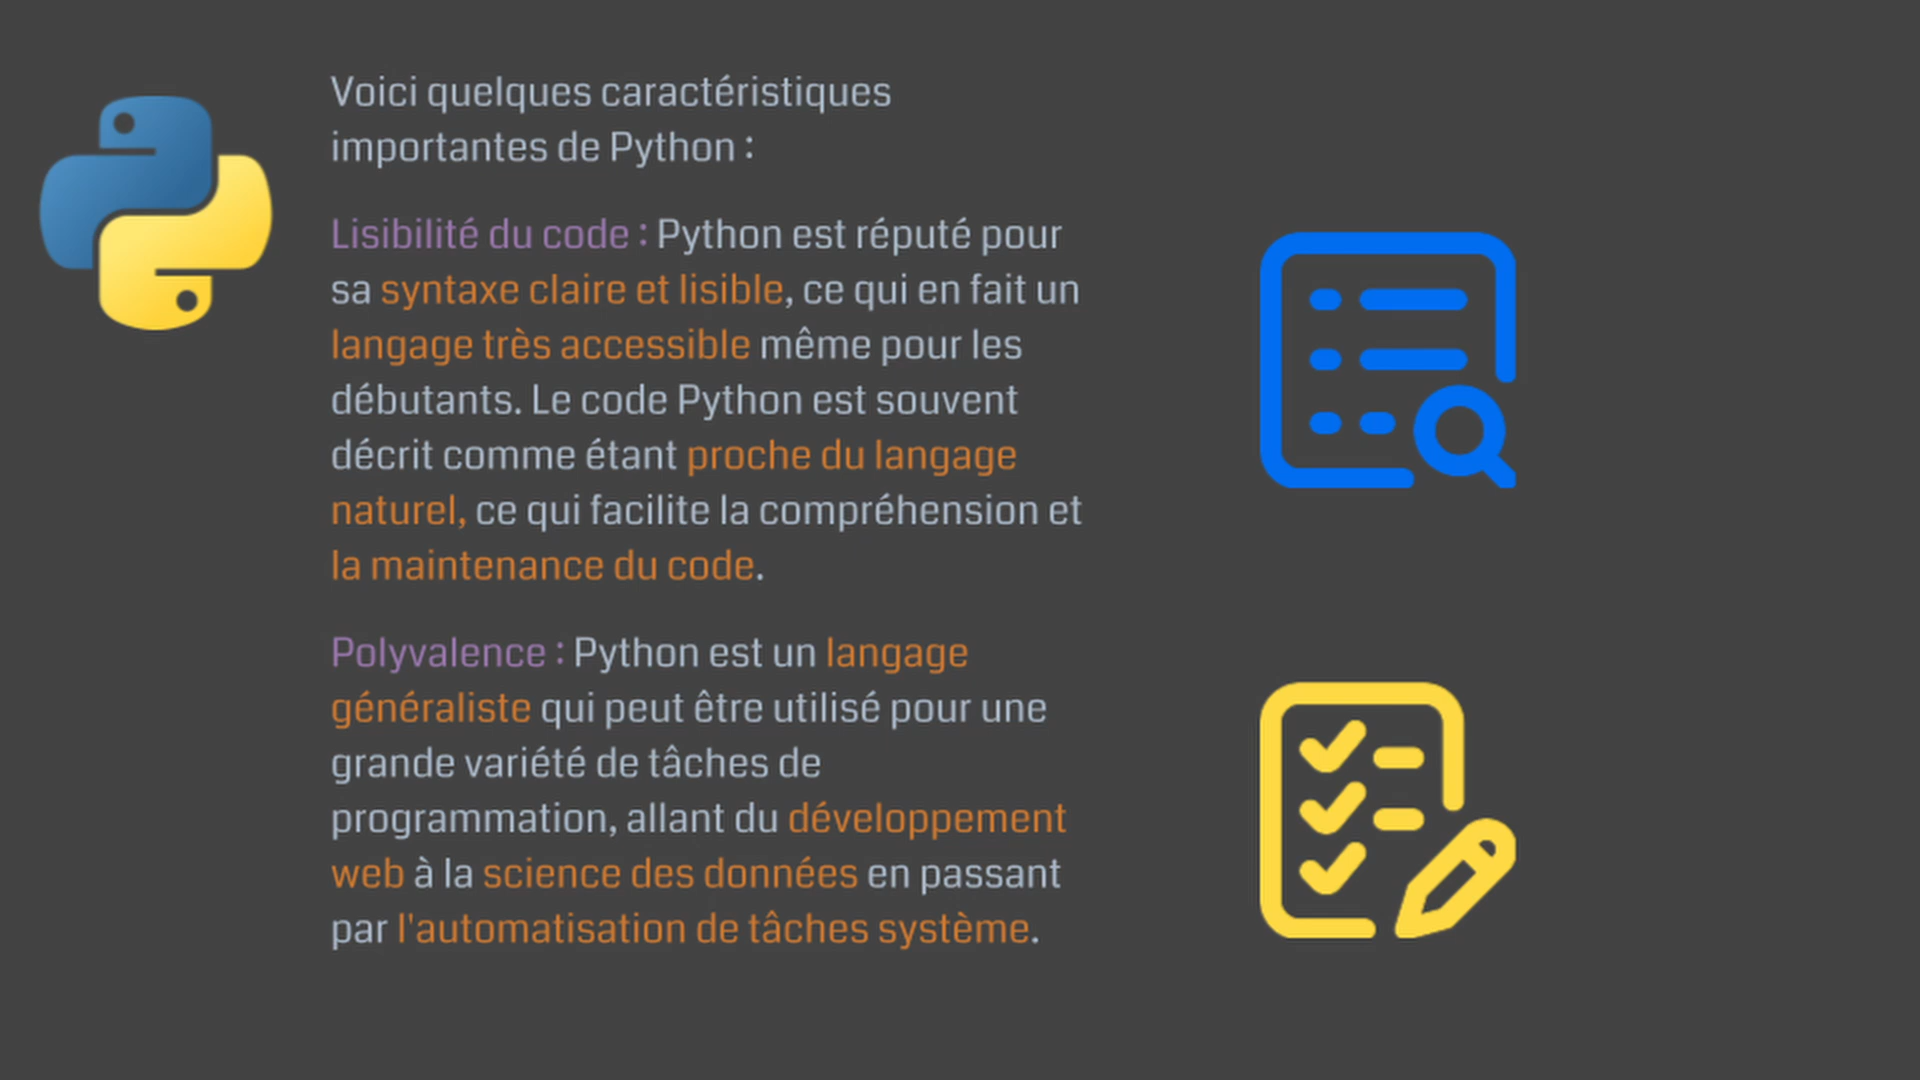 Voici quelques caractéristiques
importantes de Python :
Lisibilité du code : Python est réputé pour
sa syntaxe claire et lisible, ce qui en fait un
langage très accessible même pour les
débutants. Le code Python est souvent
décrit comme étant proche du langage
naturel, ce qui facilite la compréhension et
la maintenance du code.
Polyvalence : Python est un langage
généraliste qui peut être utilisé pour une
grande variété de tâches de
programmation, allant du développement
web à la science des données en passant
par l'automatisation de tâches système.